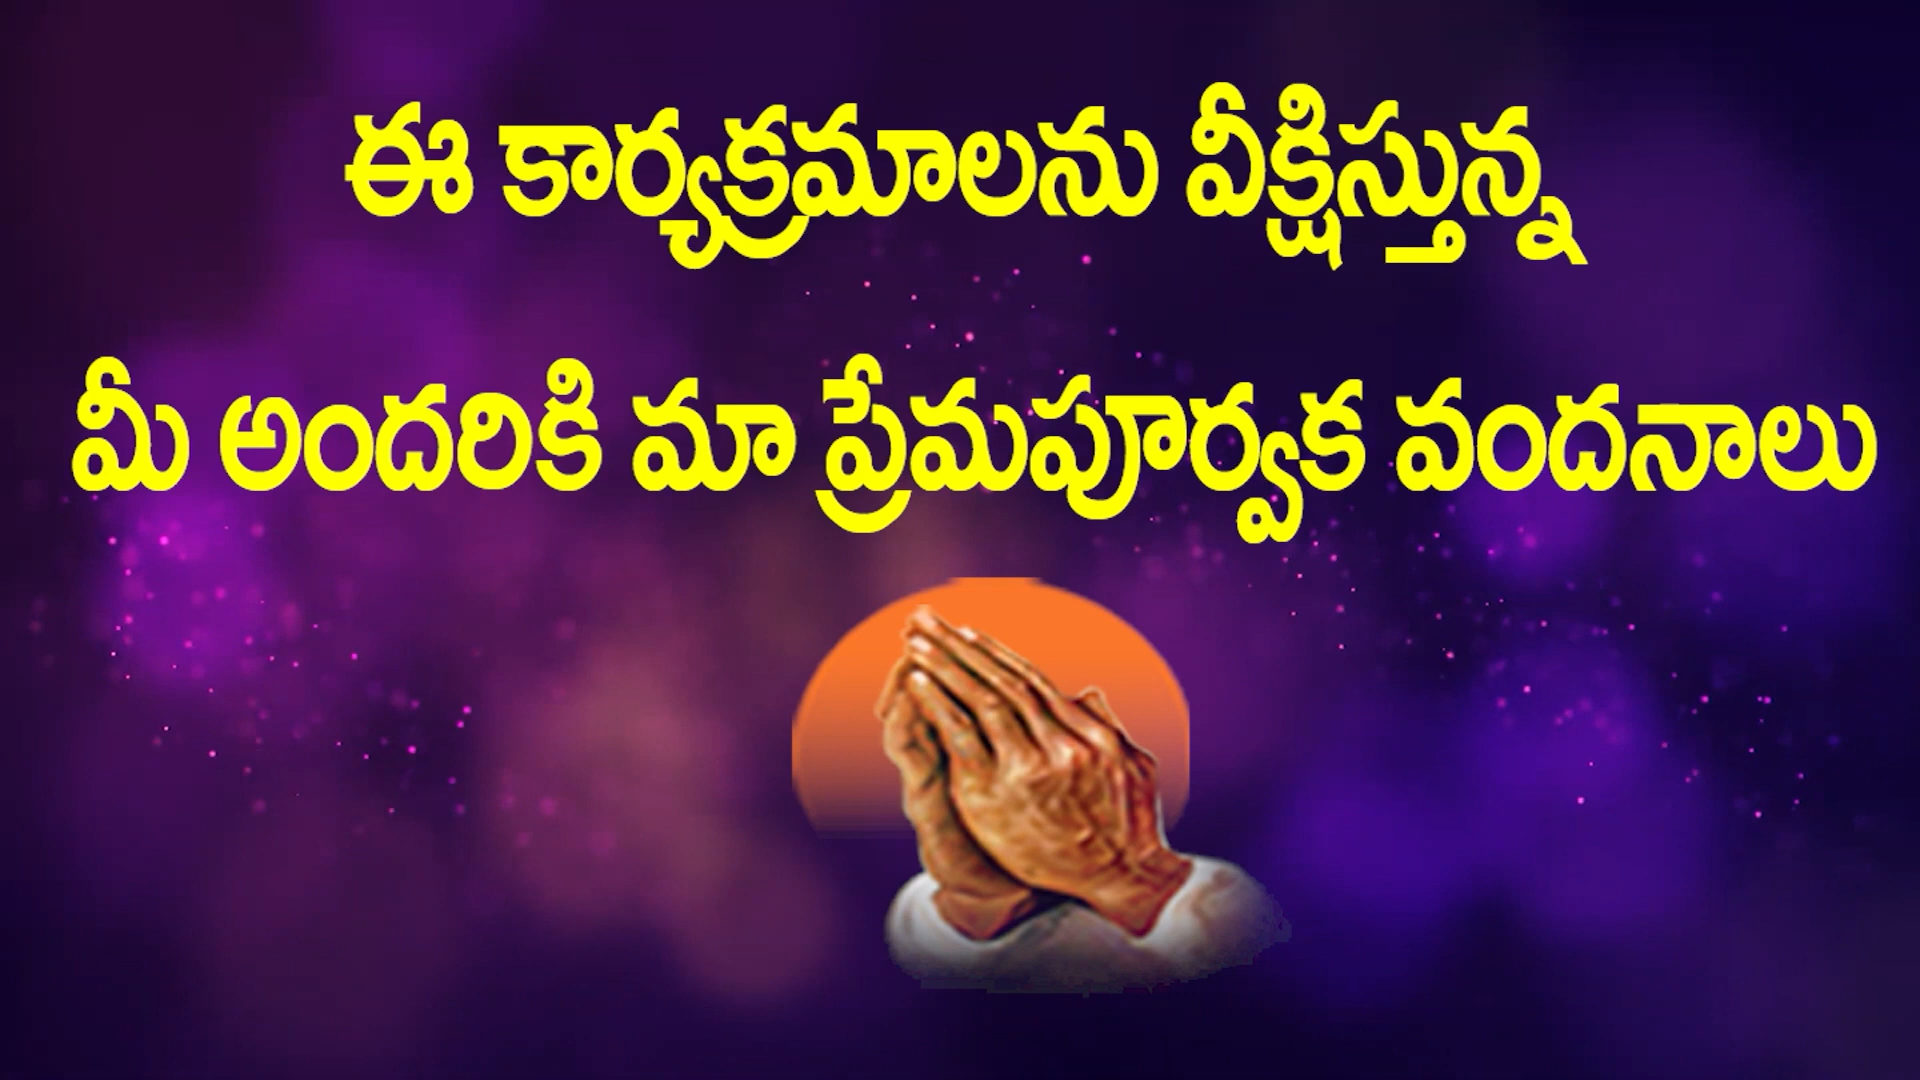 ఈ కార్యక్రమాలను వీక్షిస్తున్న
మీ అందరికి మా ప్రేమపూర్వక వందనాలు